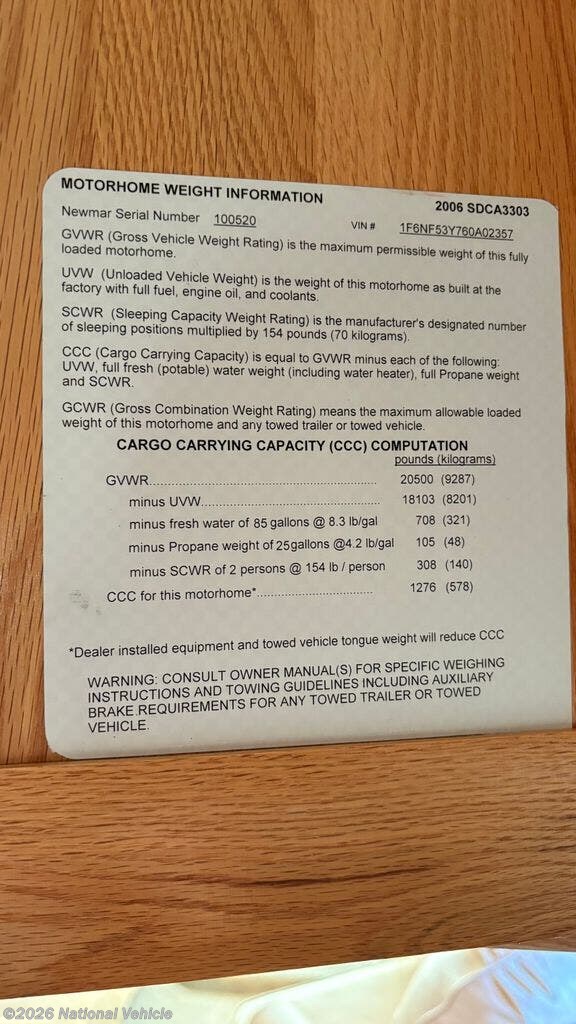 MOTORHOME WEIGHT INFORMATION
2006 SDCA3303
Newmar Serial Number 100520 VIN # 1F6NF53Y760A02357
GVWR (Gross Vehicle Weight Rating) is the maximum permissible weight of this fully
loaded motorhome.
UVW (Unloaded Vehicle Weight) is the weight of this motorhome as built at the
factory with full fuel, engine oil, and coolants.
SCWR (Sleeping Capacity Weight Rating) is the manufacturer's designated number
of sleeping positions multiplied by 154 pounds (70 kilograms).
CCC (Cargo Carrying Capacity) is equal to GVWR minus each of the following:
UVW, full fresh (potable) water weight (including water heater), full Propane weight
and SCWR.
GCWR (Gross Combination Weight Rating) means the maximum allowable loaded
weight of this motorhome and any towed trailer or towed vehicle.
CARGO CARRYING CAPACITY (CCC) COMPUTATION
pounds (kilograms)
GVWR.................................................... 20500 (9287)
minus UVW......................................... 18103 (8201)
minus fresh water of 85 gallons @ 8.3 lb/gal 708 (321)
minus Propane weight of 25gallons @4.2 lb/gal 105 (48)
minus SCWR of 2 persons @ 154 lb / person 308 (140)
CCC for this motorhome*.......................... 1276 (578)
*Dealer installed equipment and towed vehicle tongue weight will reduce CCC
WARNING: CONSULT OWNER MANUAL(S) FOR SPECIFIC WEIGHING
INSTRUCTIONS AND TOWING GUIDELINES INCLUDING AUXILIARY
BRAKE REQUIREMENTS FOR ANY TOWED TRAILER OR TOWED
VEHICLE.
©2026 National Vehicle